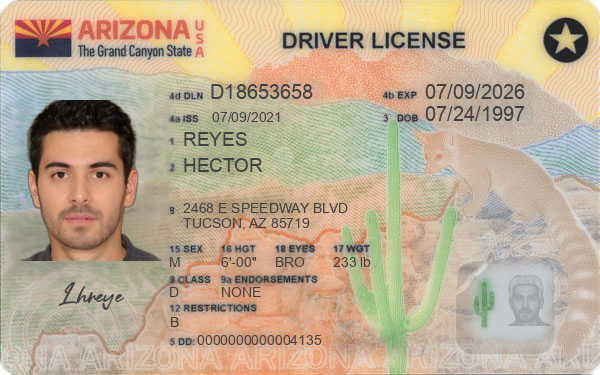 ARIZONA USA
The Grand Canyon State
DRIVER LICENSE
4d DLN D18653658 4b EXP 07/09/2026
4a ISS 07/09/2021 3 DOB 07/24/1997
1 REYES
2 HECTOR
8 2468 E SPEEDWAY BLVD
TUCSON, AZ 85719
15 SEX 16 HGT 18 EYES 17 WGT
M 6'-00" BRO 233 lb
9 CLASS 9a ENDORSEMENTS
D NONE
12 RESTRICTIONS
B
5 DD: 0000000000004135
ARIZONA ARIZONA ARIZONA ARIZONA